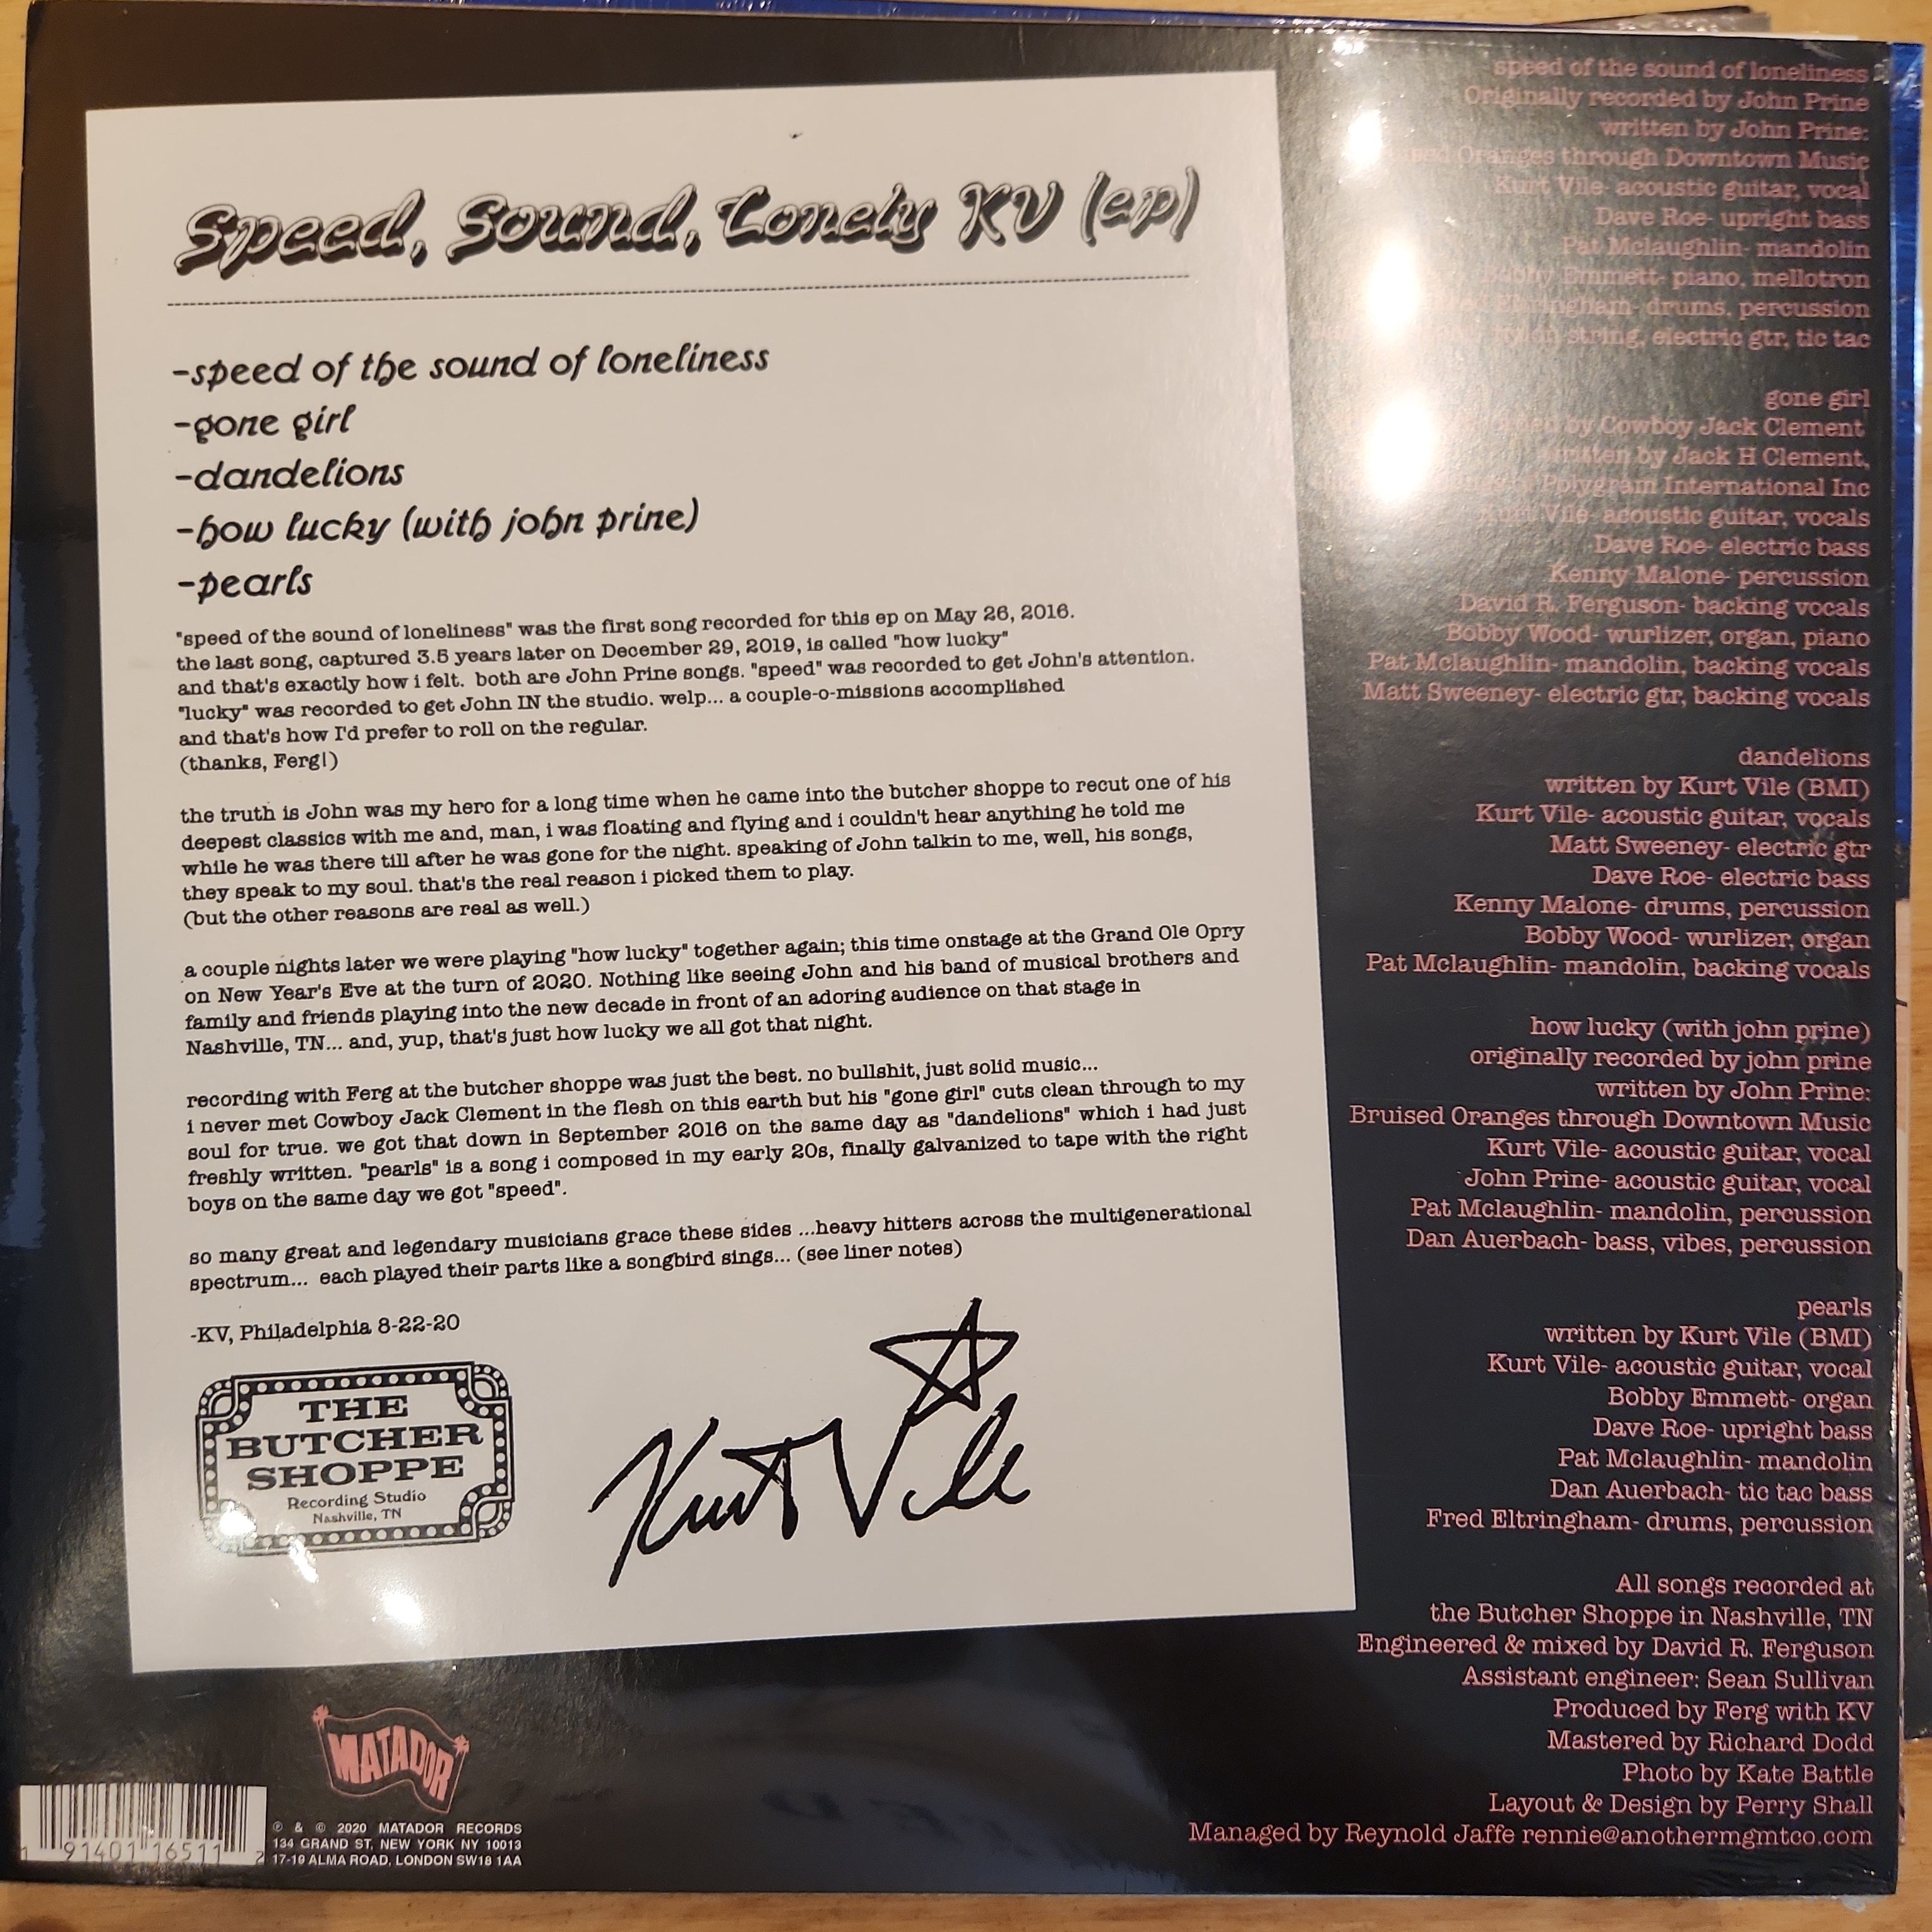 Speed, Sound, Lonely KV (ep)
-speed of the sound of loneliness
-gone girl
-dandelions
-how lucky (with john prine)
-pearls
"speed of the sound of loneliness" was the first song recorded for this ep on May 26, 2016.
the last song, captured 3.5 years later on December 29, 2019, is called "how lucky"
and that's exactly how i felt. both are John Prine songs. "speed" was recorded to get John's attention.
"lucky" was recorded to get John IN the studio. welp... a couple-o-missions accomplished
and that's how I'd prefer to roll on the regular.
(thanks, Ferg!)
the truth is John was my hero for a long time when he came into the butcher shoppe to recut one of his
deepest classics with me and, man, i was floating and flying and i couldn't hear anything he told me
while he was there till after he was gone for the night. speaking of John talkin to me, well, his songs,
they speak to my soul. that's the real reason i picked them to play.
(but the other reasons are real as well.)
a couple nights later we were playing "how lucky" together again; this time onstage at the Grand Ole Opry
on New Year's Eve at the turn of 2020. Nothing like seeing John and his band of musical brothers and
family and friends playing into the new decade in front of an adoring audience on that stage in
Nashville, TN... and, yup, that's just how lucky we all got that night.
recording with Ferg at the butcher shoppe was just the best. no bullshit, just solid music...
i never met Cowboy Jack Clement in the flesh on this earth but his "gone girl" cuts clean through to my
soul for true. we got that down in September 2016 on the same day as "dandelions" which i had just
freshly written. "pearls" is a song i composed in my early 20s, finally galvanized to tape with the right
boys on the same day we got "speed".
so many great and legendary musicians grace these sides ...heavy hitters across the multigenerational
spectrum... each played their parts like a songbird sings... (see liner notes)
-KV, Philadelphia 8-22-20
THE
BUTCHER
SHOPPE
Recording Studio
Nashville, TN
Kurt Vile
speed of the sound of loneliness
Originally recorded by John Prine
written by John Prine:
Oranges through Downtown Music
Kurt Vile- acoustic guitar, vocal
Dave Roe- upright bass
Pat Mclaughlin- mandolin
Emmett- piano, mellotron
Eltringham- drums, percussion
string, electric gtr, tic tac
gone girl
by Cowboy Jack Clement
written by Jack H Clement,
Polygram International Inc
Kurt Vile- acoustic guitar, vocals
Dave Roe- electric bass
Kenny Malone- percussion
David R. Ferguson- backing vocals
Bobby Wood- wurlizer, organ, piano
Pat Mclaughlin- mandolin, backing vocals
Matt Sweeney- electric gtr, backing vocals
dandelions
written by Kurt Vile (BMI)
Kurt Vile- acoustic guitar, vocals
Matt Sweeney- electric gtr
Dave Roe- electric bass
Kenny Malone- drums, percussion
Bobby Wood- wurlizer, organ
Pat Mclaughlin- mandolin, backing vocals
how lucky (with john prine)
originally recorded by john prine
written by John Prine:
Bruised Oranges through Downtown Music
Kurt Vile- acoustic guitar, vocal
John Prine- acoustic guitar, vocal
Pat Mclaughlin- mandolin, percussion
Dan Auerbach- bass, vibes, percussion
pearls
written by Kurt Vile (BMI)
Kurt Vile- acoustic guitar, vocal
Bobby Emmett- organ
Dave Roe- upright bass
Pat Mclaughlin- mandolin
Dan Auerbach- tic tac bass
Fred Eltringham- drums, percussion
All songs recorded at
the Butcher Shoppe in Nashville, TN
Engineered & mixed by David R. Ferguson
Assistant engineer: Sean Sullivan
Produced by Ferg with KV
Mastered by Richard Dodd
Photo by Kate Battle
Layout & Design by Perry Shall
Managed by Reynold Jaffe rennie@anothermgmtco.com
MATADOR
1 91401 16511 2
℗ & © 2020 MATADOR RECORDS
134 GRAND ST, NEW YORK NY 10013
17-19 ALMA ROAD, LONDON SW18 1AA